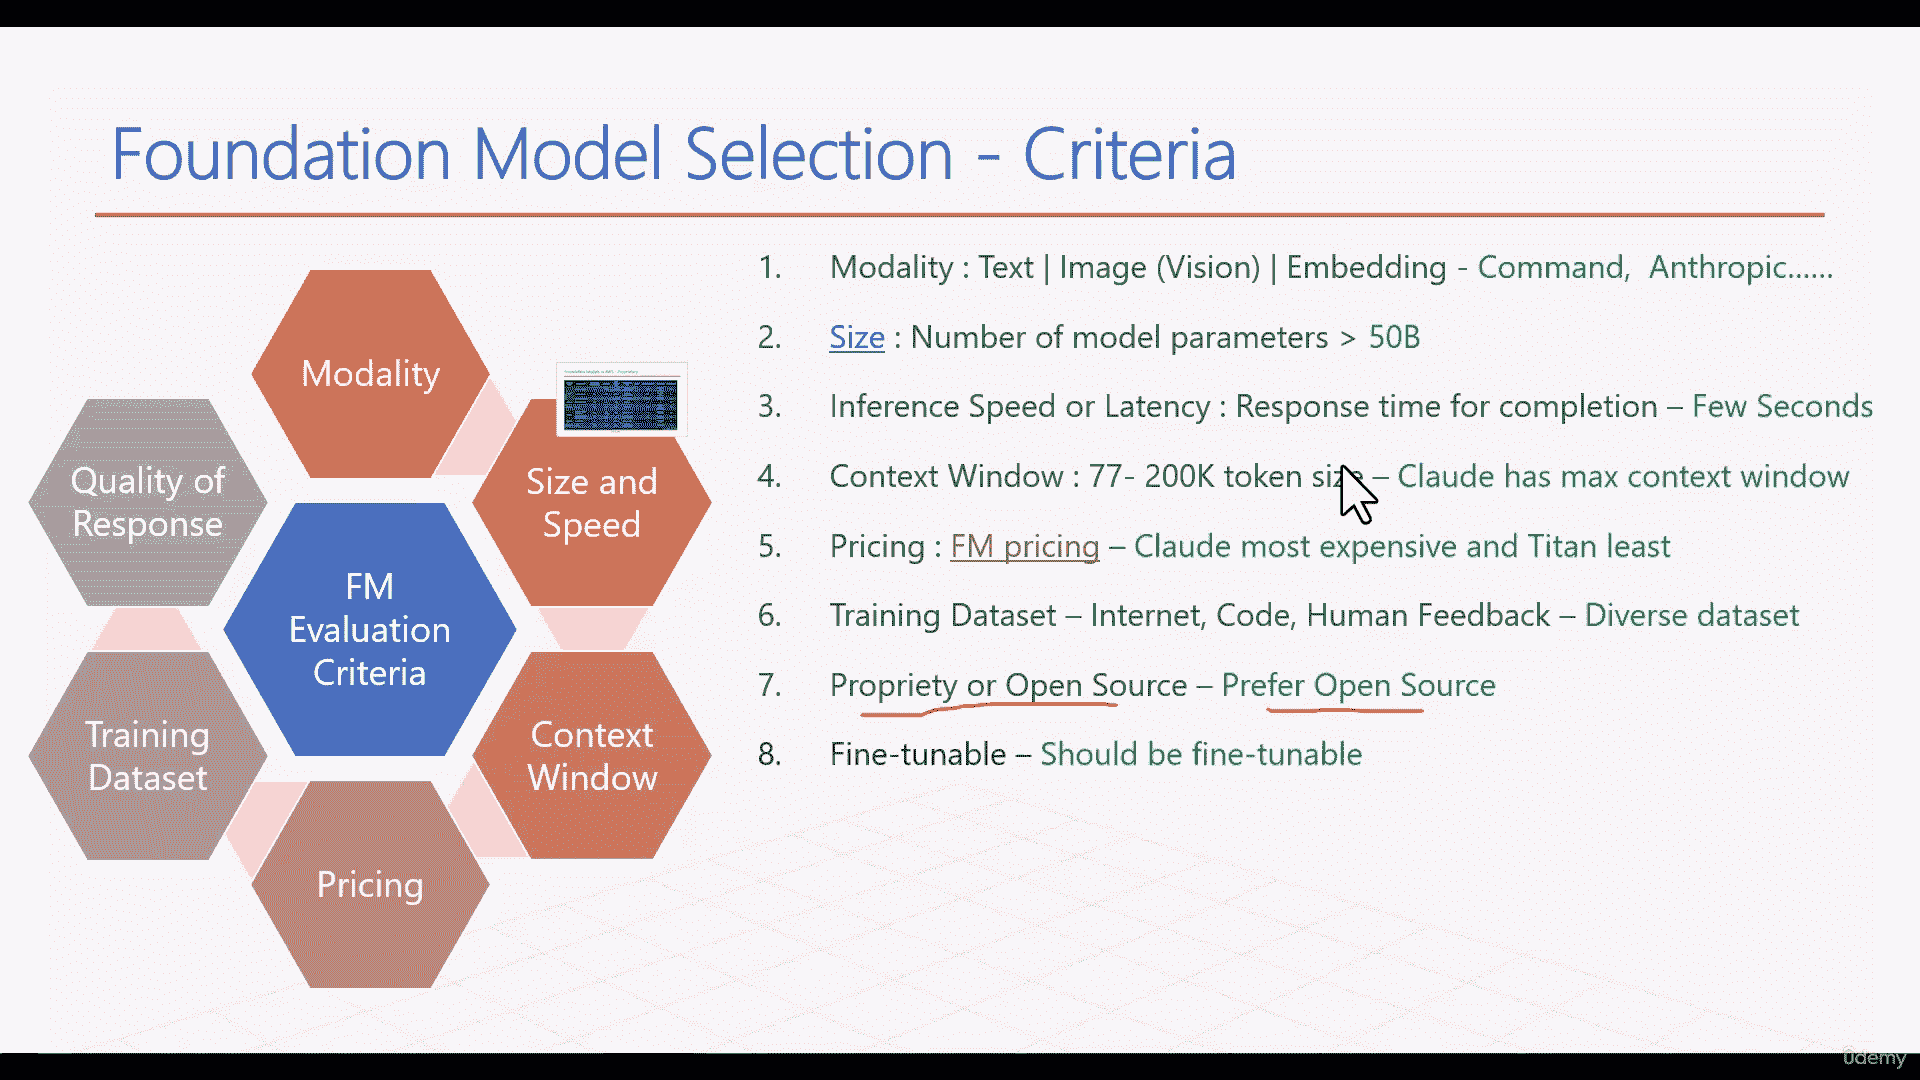 Foundation Model Selection - Criteria
Modality
Quality of
Response
Size and
Speed
FM
Evaluation
Criteria
Training
Dataset
Context
Window
Pricing
1. Modality : Text | Image (Vision) | Embedding - Command, Anthropic......
2. Size : Number of model parameters > 50B
3. Inference Speed or Latency : Response time for completion – Few Seconds
4. Context Window : 77- 200K token size – Claude has max context window
5. Pricing : FM pricing – Claude most expensive and Titan least
6. Training Dataset – Internet, Code, Human Feedback – Diverse dataset
7. Propriety or Open Source – Prefer Open Source
8. Fine-tunable – Should be fine-tunable
ûdemy